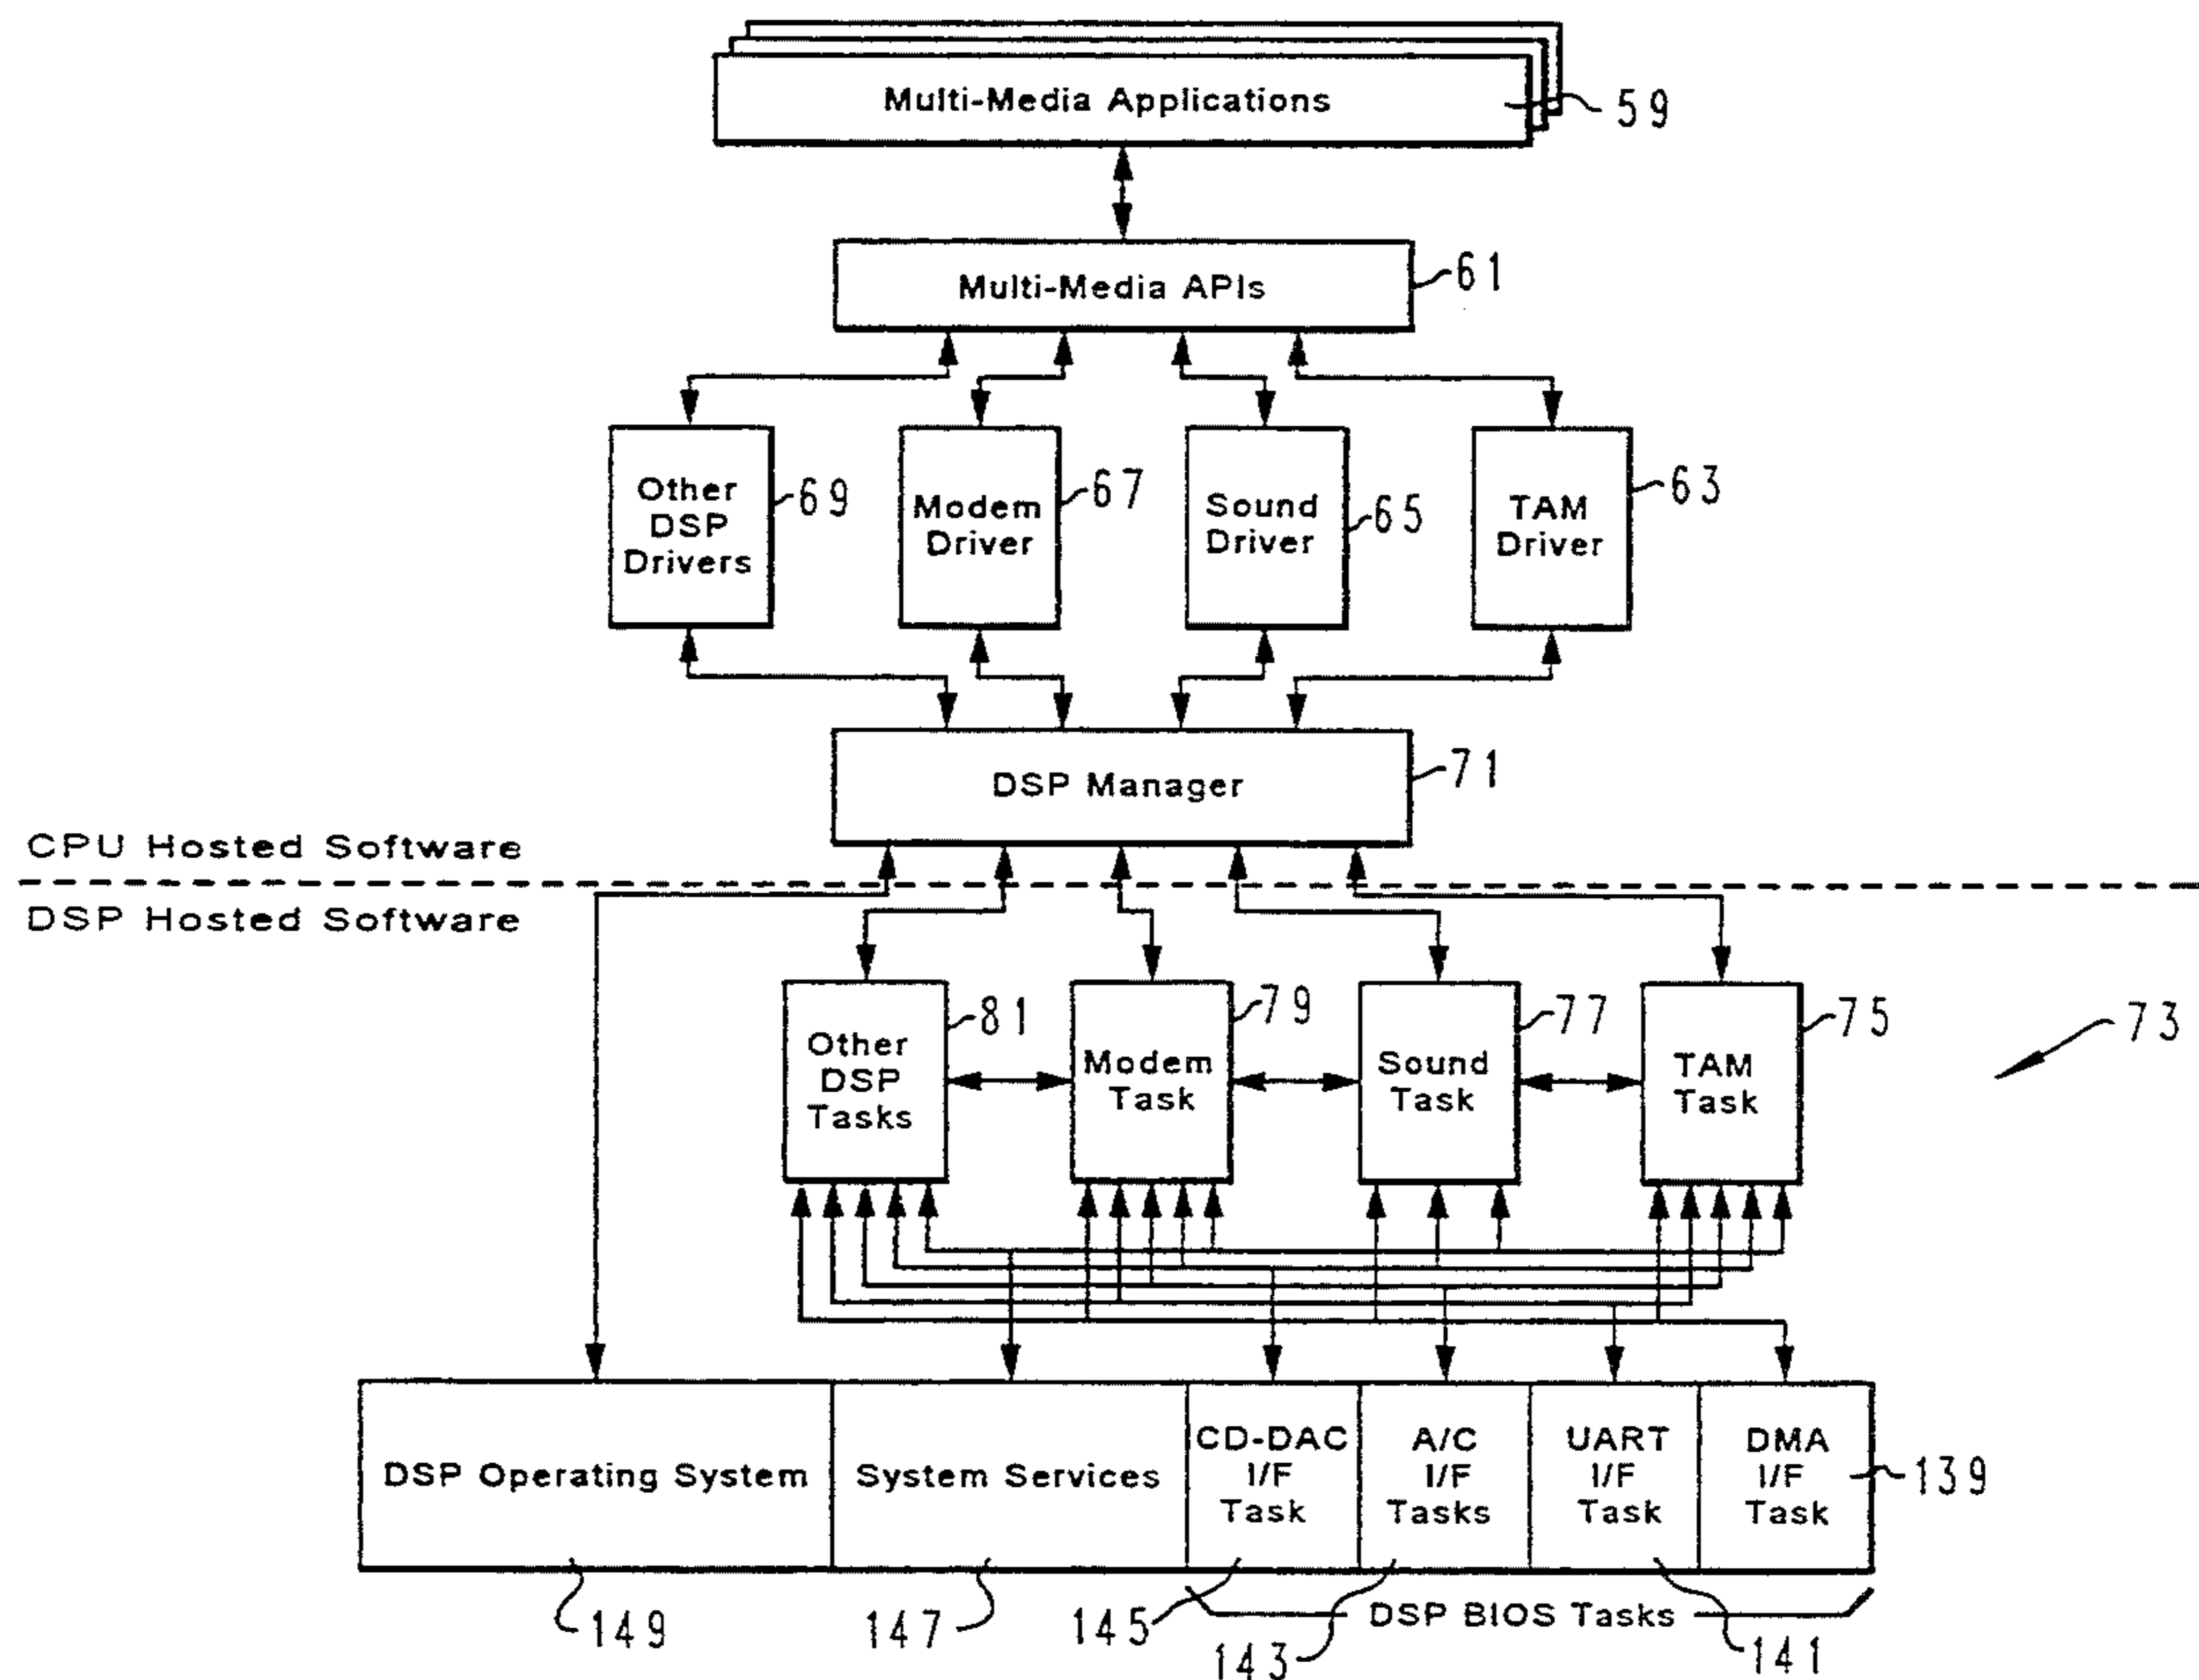 Multi-Media Applications
59
Multi-Media APIs
61
Other
DSP
Drivers
69
Modem
Driver
67
Sound
Driver
65
TAM
Driver
63
DSP Manager
71
CPU Hosted Software
DSP Hosted Software
Other
DSP
Tasks
81
Modem
Task
79
Sound
Task
77
TAM
Task
75
73
DSP Operating System
System Services
CD-DAC
I/F
Task
A/C
I/F
Tasks
UART
I/F
Task
DMA
I/F
Task
139
149
147
145
143
DSP BIOS Tasks
141